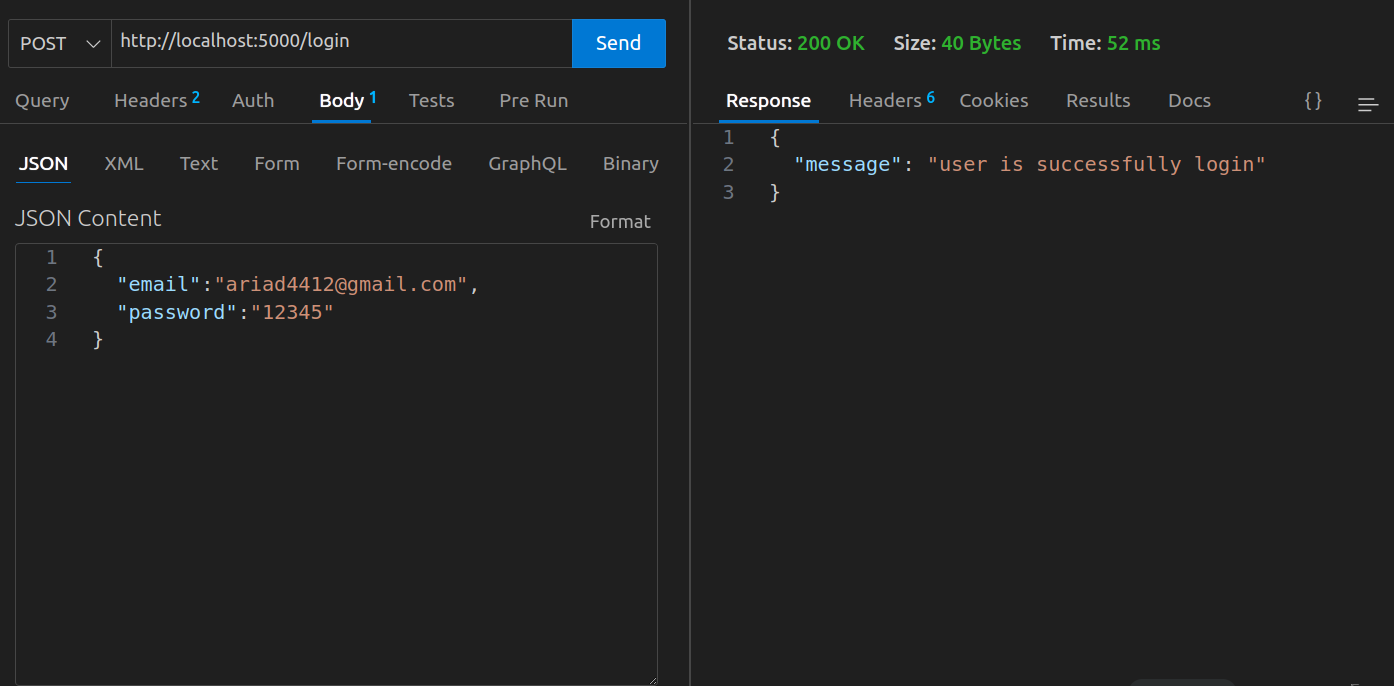 POST http://localhost:5000/login Send
Query Headers 2 Auth Body 1 Tests Pre Run
JSON XML Text Form Form-encode GraphQL Binary
JSON Content Format
1 {
2 "email":"ariad4412@gmail.com",
3 "password":"12345"
4 }
Status: 200 OK Size: 40 Bytes Time: 52 ms
Response Headers 6 Cookies Results Docs {}
1 {
2 "message": "user is successfully login"
3 }